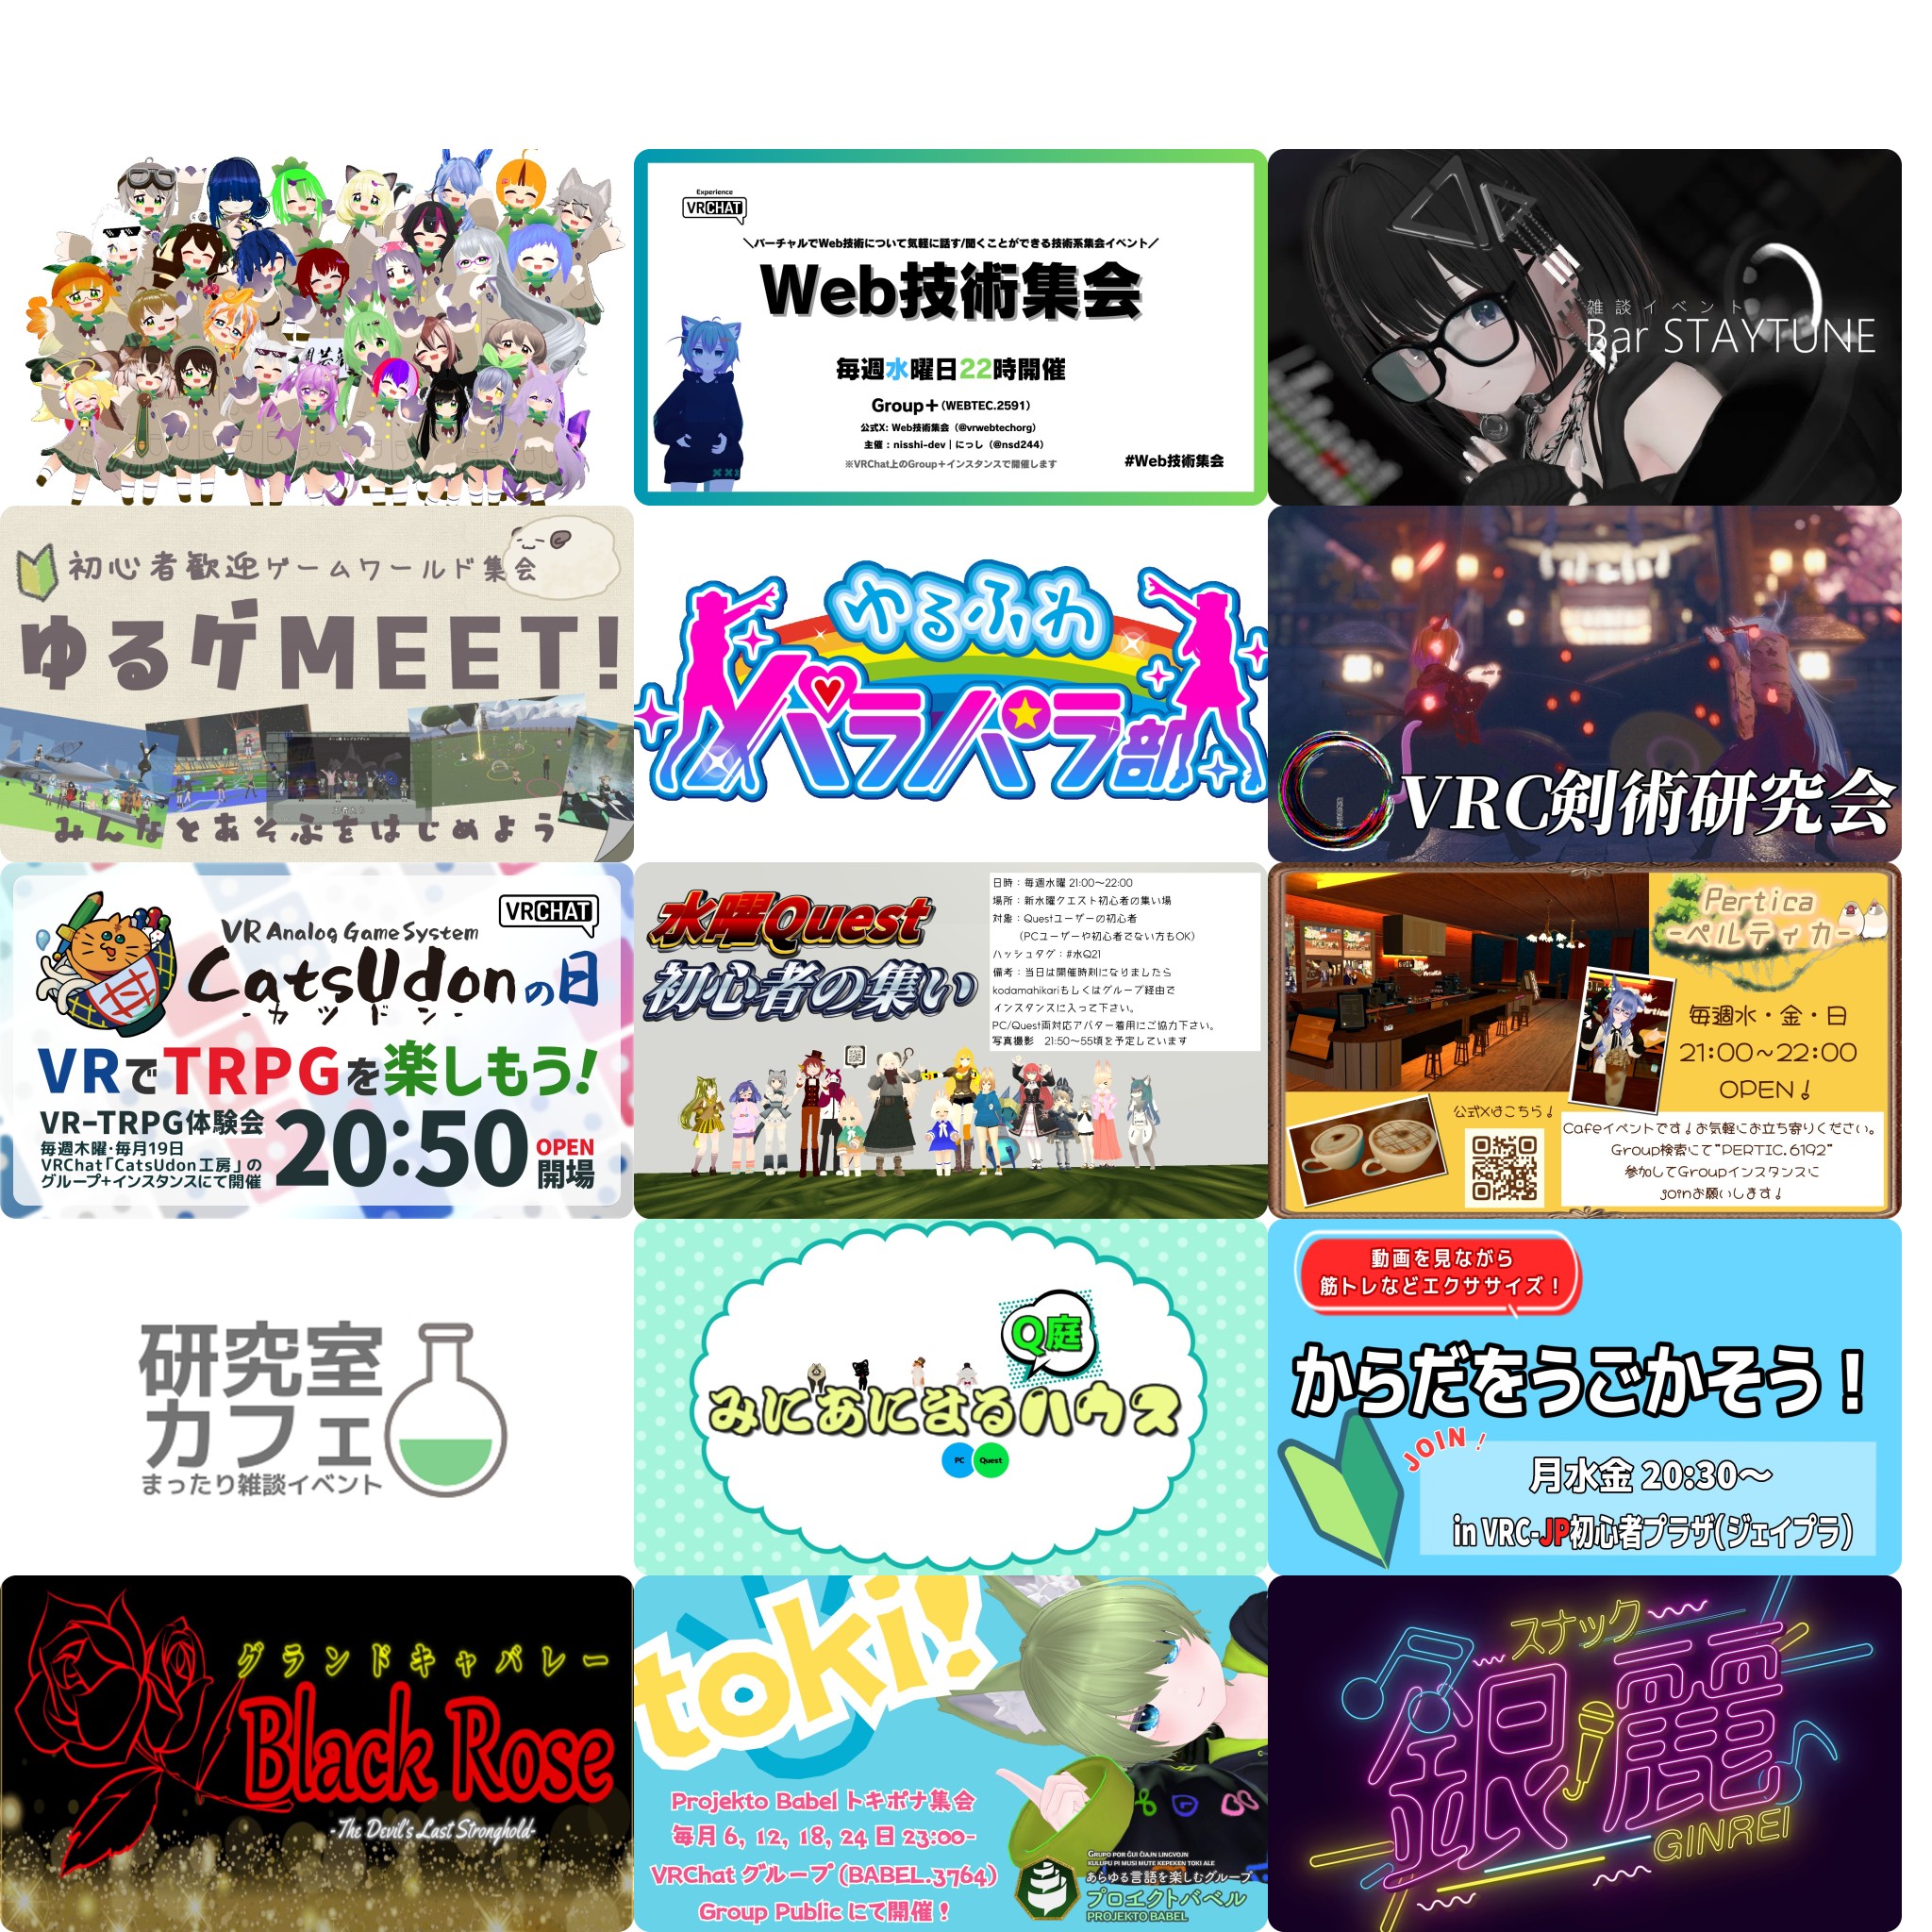 Experience
VRCHAT
＼バーチャルでWeb技術について気軽に話す/聞くことができる技術系集会イベント／
Web技術集会
毎週水曜日22時開催
Group＋(WEBTEC.2591)
公式X: Web技術集会（@vrwebtechorg）
主催：nisshi-dev｜にっし（@nsd244）
※VRChat上のGroup＋インスタンスで開催します
#Web技術集会
雑談イベント
Bar STAYTUNE
初心者歓迎ゲームワールド集会
ゆるゲMEET!
みんなとあそぶをはじめよう
ゆるふわ
パラパラ部
VRC剣術研究会
VRCHAT
VR Analog Game System
CatsUdonの日
-カツドン-
VRでTRPGを楽しもう!
VR-TRPG体験会
毎週木曜・毎月19日
VRChat「CatsUdon工房」の
グループ+インスタンスにて開催
20:50
OPEN
開場
水曜Quest
初心者の集い
日時：毎週水曜 21:00〜22:00
場所：新水曜クエスト初心者の集い場
対象：Questユーザーの初心者
（PCユーザーや初心者でない方もOK）
ハッシュタグ：#水Q21
備考：当日は開催時刻になりましたら
kodamahikariもしくはグループ経由で
インスタンスに入って下さい。
PC/Quest両対応アバター着用にご協力下さい。
写真撮影　21:50〜55頃を予定しています
Pertica
-ペルティカ-
毎週水・金・日
21:00~22:00
OPEN!
公式Xはこちら!
Cafeイベントです!お気軽にお立ち寄りください。
Group検索にて"PERTIC.6192"
参加してGroupインスタンスに
joinお願いします!
研究室
カフェ
まったり雑談イベント
Q庭
みにあにまるハウス
PC
Quest
動画を見ながら
筋トレなどエクササイズ！
からだをうごかそう！
JOIN！
月水金 20:30〜
in VRC-JP初心者プラザ(ジェイプラ)
グランドキャバレー
Black Rose
-The Devil's Last Stronghold-
toki!
Projekto Babel トキポナ集会
毎月 6, 12, 18, 24 日 23:00-
VRChat グループ (BABEL.3764)
Group Public にて開催！
GRUPO POR ĜUI ĈIAJN LINGVOJN
KULUPU PI MUSI MUTE KEPEKEN TOKI ALE
あらゆる言語を楽しむグループ
プロエクトバベル
PROJEKTO BABEL
スナック
銀麗
GINREI